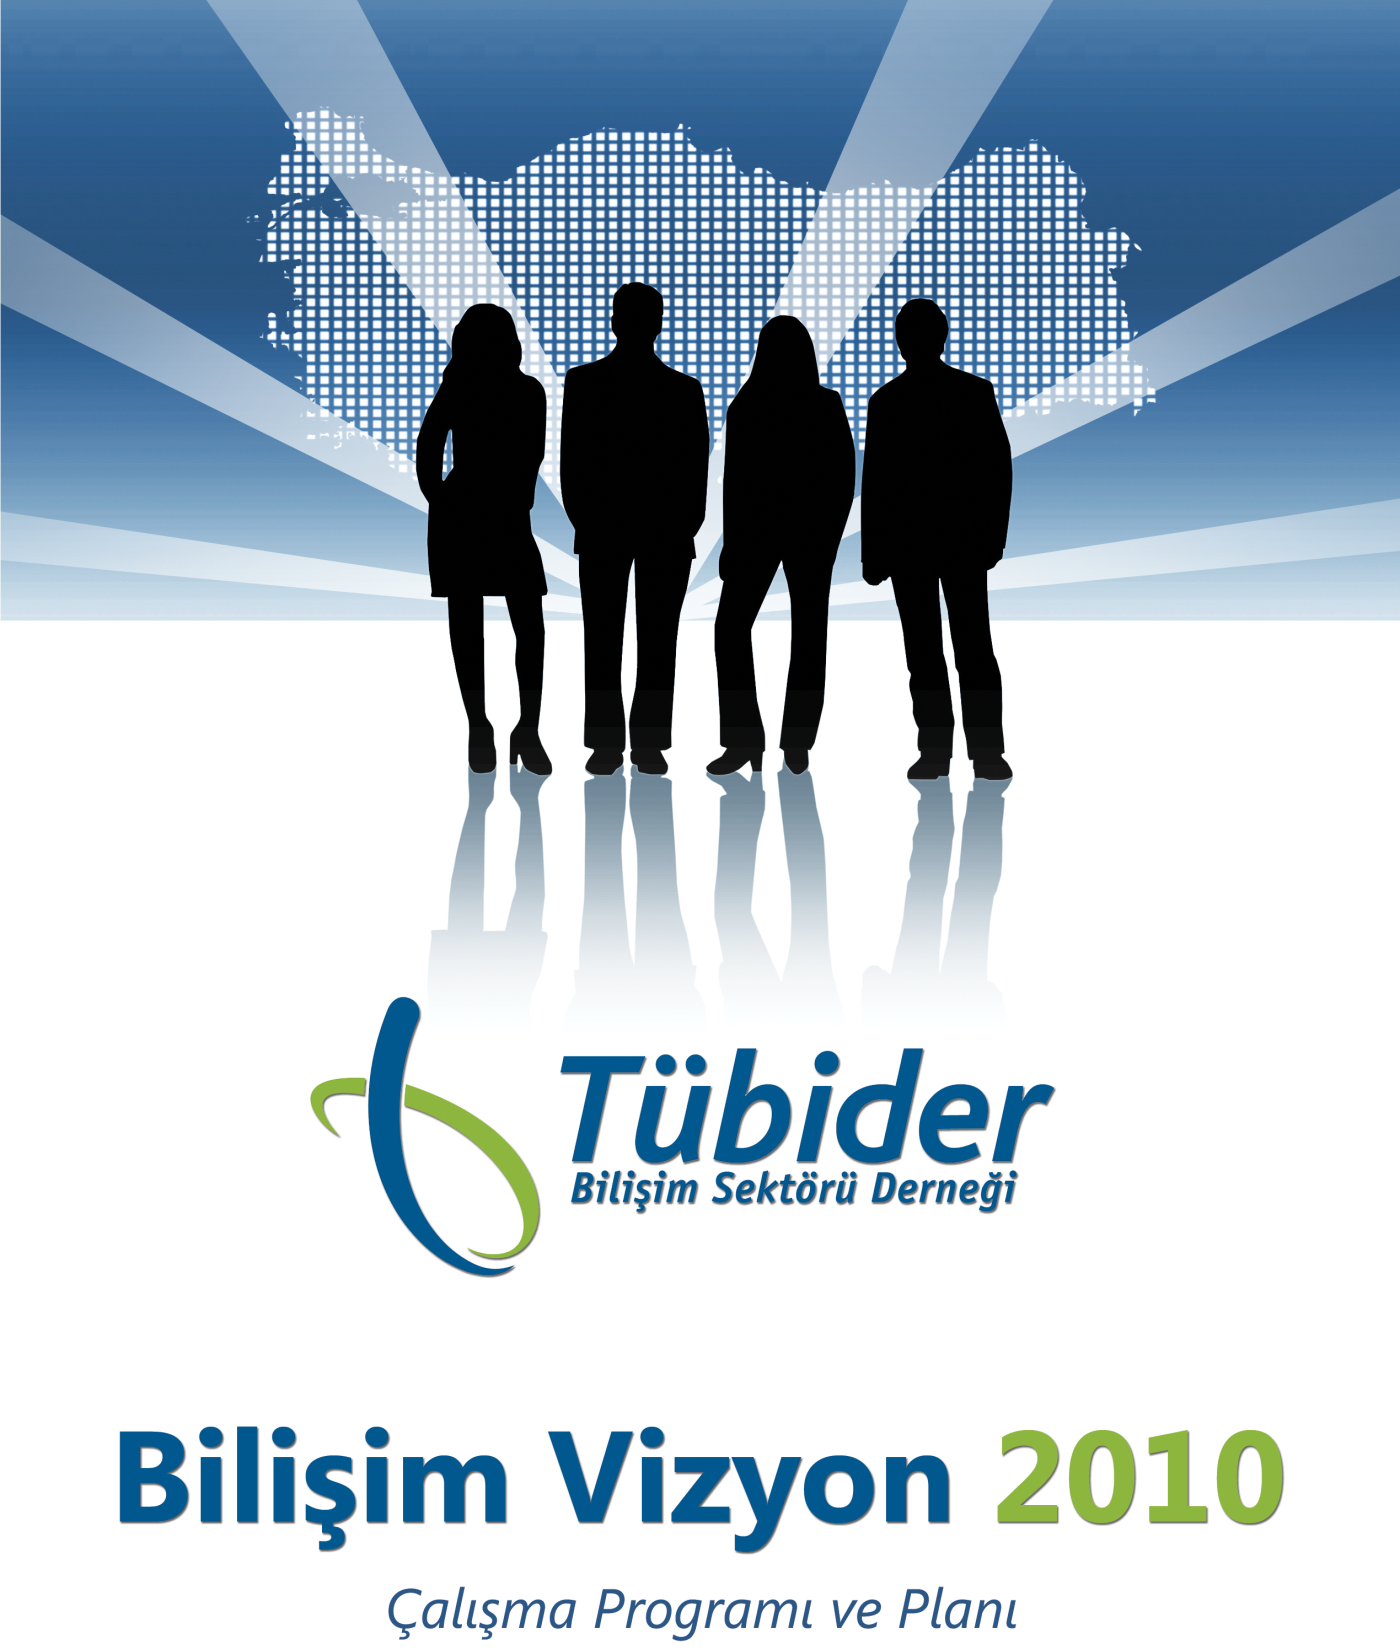 Tübider
Bilişim Sektörü Derneği
Bilişim Vizyon 2010
Çalışma Programı ve Planı